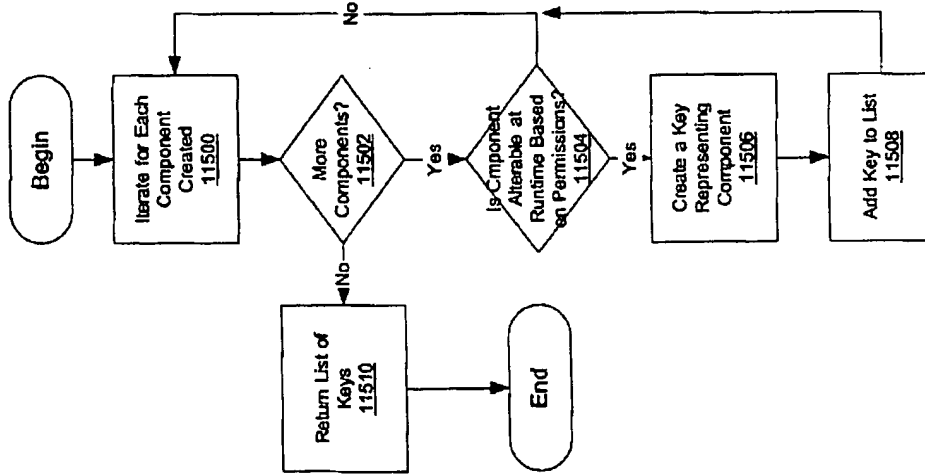 Begin
Iterate for Each
Component
Created
11500
More
Components?
11502
No
Yes
Is Cmponent
Alterable at
Runtime Based
on Permissions?
11504
No
Yes
Create a Key
Representing
Component
11506
Add Key to List
11508
Return List of
Keys
11510
End